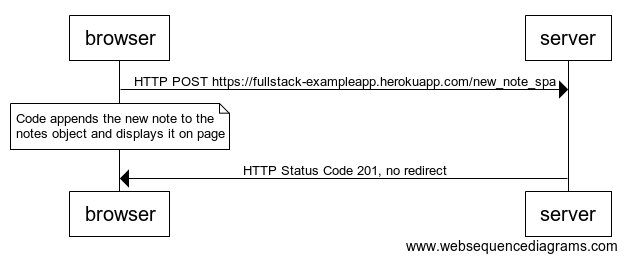 browser
server
HTTP POST https://fullstack-exampleapp.herokuapp.com/new_note_spa
Code appends the new note to the
notes object and displays it on page
HTTP Status Code 201, no redirect
browser
server
www.websequencediagrams.com